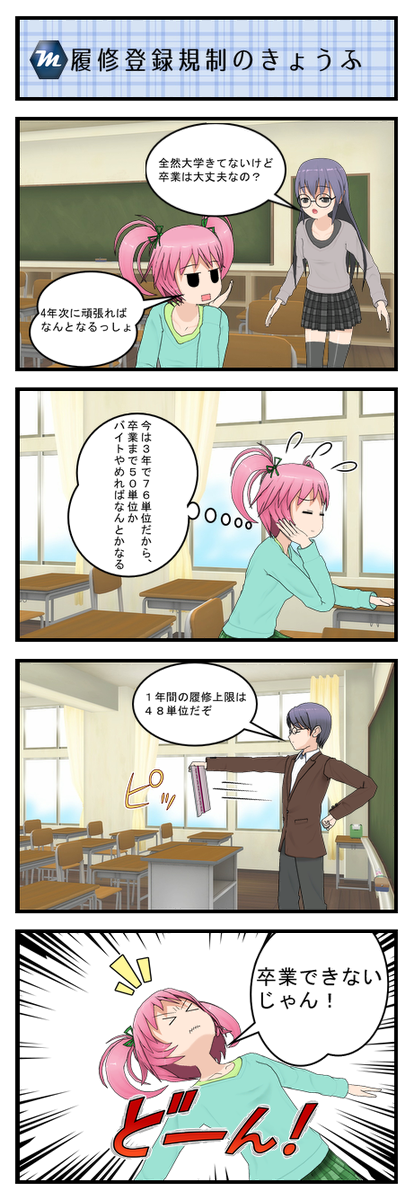 m 履修登録規制のきょうふ
全然大学きてないけど
卒業は大丈夫なの？
4年次に頑張れば
なんとなるっしょ
今は３年で７６単位だから、
卒業まで５０単位か
バイトやめればなんとかなる
１年間の履修上限は
４８単位だぞ
ピッ
卒業できない
じゃん！
どーん！